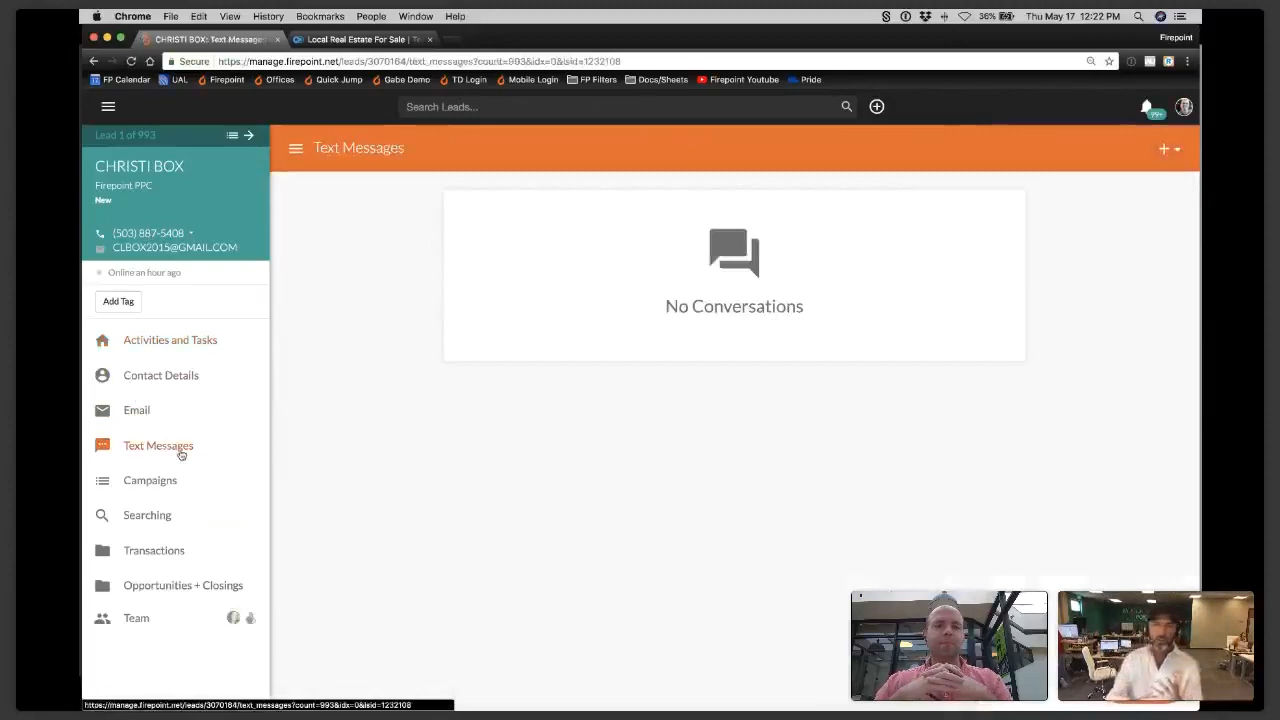 Chrome File Edit View History Bookmarks People Window Help 36% Thu May 17 12:22 PM
CHRISTI BOX: Text Messages × Local Real Estate For Sale | Te × Firepoint
Secure https://manage.firepoint.net/leads/3070164/text_messages?count=993&idx=0&lsid=1232108
FP Calendar UAL Firepoint Offices Quick Jump Gabe Demo TD Login Mobile Login FP Filters Docs/Sheets Firepoint Youtube Pride
Search Leads... 99+
Lead 1 of 993
CHRISTI BOX
Firepoint PPC
New
(503) 887-5408
CLBOX2015@GMAIL.COM
Online an hour ago
Add Tag
Activities and Tasks
Contact Details
Email
Text Messages
Campaigns
Searching
Transactions
Opportunities + Closings
Team
Text Messages
No Conversations
https://manage.firepoint.net/leads/3070164/text_messages?count=993&idx=0&lsid=1232108